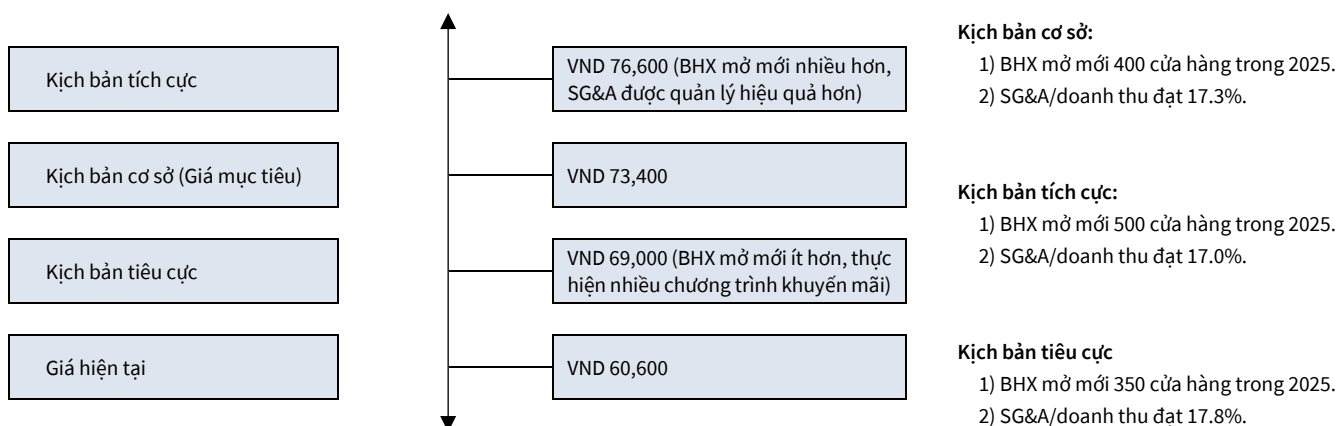 Kịch bản tích cực
VND 76,600 (BHX mở mới nhiều hơn,
SG&A được quản lý hiệu quả hơn)
Kịch bản cơ sở (Giá mục tiêu)
VND 73,400
Kịch bản tiêu cực
VND 69,000 (BHX mở mới ít hơn, thực
hiện nhiều chương trình khuyến mãi)
Giá hiện tại
VND 60,600
Kịch bản cơ sở:
1) BHX mở mới 400 cửa hàng trong 2025.
2) SG&A/doanh thu đạt 17.3%.
Kịch bản tích cực:
1) BHX mở mới 500 cửa hàng trong 2025.
2) SG&A/doanh thu đạt 17.0%.
Kịch bản tiêu cực
1) BHX mở mới 350 cửa hàng trong 2025.
2) SG&A/doanh thu đạt 17.8%.